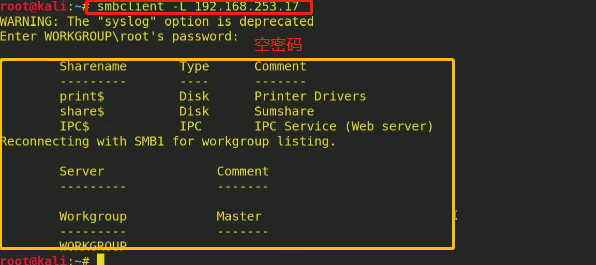 root@kali:~# smbclient -L 192.168.253.17
WARNING: The "syslog" option is deprecated
Enter WORKGROUP\root's password:
空密码
Sharename Type Comment
--------- ---- -------
print$ Disk Printer Drivers
share$ Disk Sumshare
IPC$ IPC IPC Service (Web server)
Reconnecting with SMB1 for workgroup listing.
Server Comment
--------- -------
Workgroup Master
--------- -------
WORKGROUP
root@kali:~#